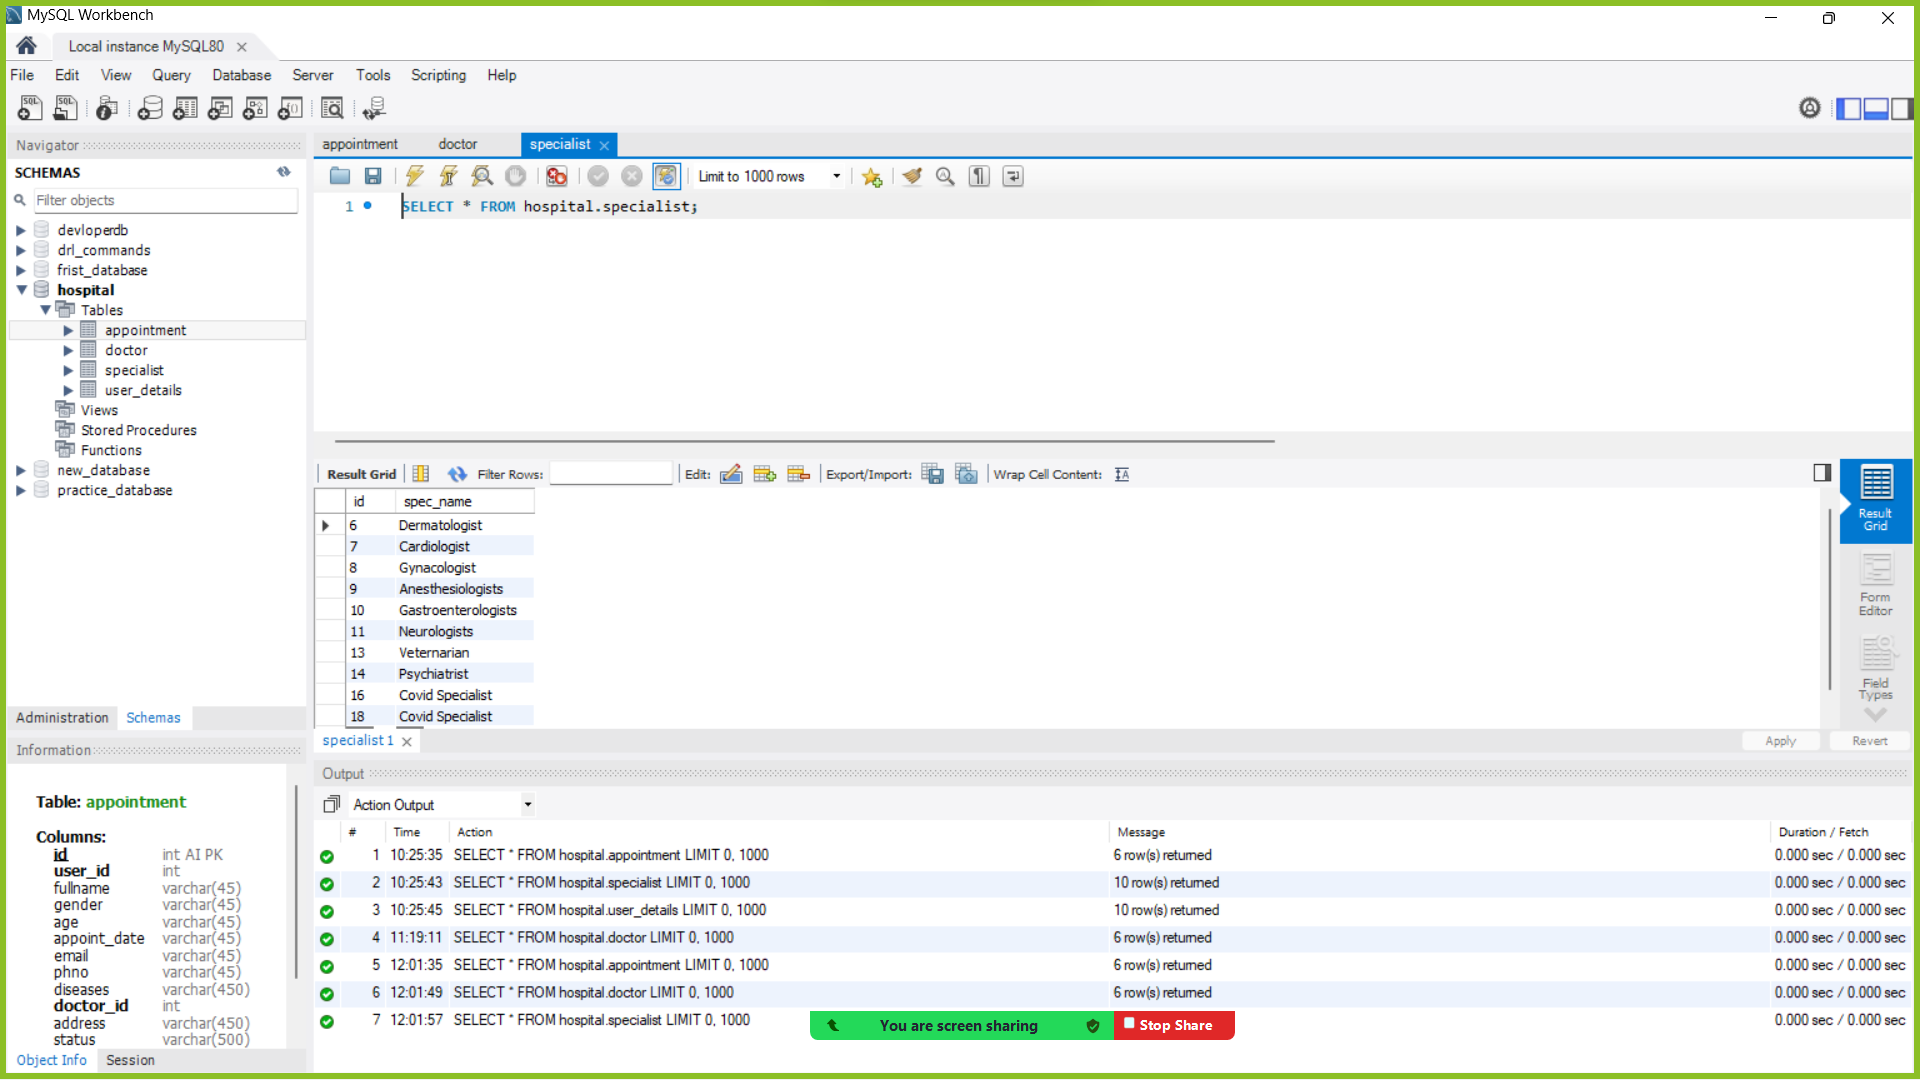 MySQL Workbench
Local instance MySQL80
File Edit View Query Database Server Tools Scripting Help
Navigator
SCHEMAS
Filter objects
devloperdb
drl_commands
frist_database
hospital
Tables
appointment
doctor
specialist
user_details
Views
Stored Procedures
Functions
new_database
practice_database
Administration Schemas
Information
Table: appointment
Columns:
id int AI PK
user_id int
fullname varchar(45)
gender varchar(45)
age varchar(45)
appoint_date varchar(45)
email varchar(45)
phno varchar(45)
diseases varchar(450)
doctor_id int
address varchar(450)
status varchar(500)
Object Info Session
appointment doctor specialist
Limit to 1000 rows
1 SELECT * FROM hospital.specialist;
Result Grid Filter Rows: Edit: Export/Import: Wrap Cell Content:
id spec_name
6 Dermatologist
7 Cardiologist
8 Gynacologist
9 Anesthesiologists
10 Gastroenterologists
11 Neurologists
13 Veternarian
14 Psychiatrist
16 Covid Specialist
18 Covid Specialist
Result Grid
Form Editor
Field Types
specialist 1
Apply Revert
Output
Action Output
# Time Action Message Duration / Fetch
1 10:25:35 SELECT * FROM hospital.appointment LIMIT 0, 1000 6 row(s) returned 0.000 sec / 0.000 sec
2 10:25:43 SELECT * FROM hospital.specialist LIMIT 0, 1000 10 row(s) returned 0.000 sec / 0.000 sec
3 10:25:45 SELECT * FROM hospital.user_details LIMIT 0, 1000 10 row(s) returned 0.000 sec / 0.000 sec
4 11:19:11 SELECT * FROM hospital.doctor LIMIT 0, 1000 6 row(s) returned 0.000 sec / 0.000 sec
5 12:01:35 SELECT * FROM hospital.appointment LIMIT 0, 1000 6 row(s) returned 0.000 sec / 0.000 sec
6 12:01:49 SELECT * FROM hospital.doctor LIMIT 0, 1000 6 row(s) returned 0.000 sec / 0.000 sec
7 12:01:57 SELECT * FROM hospital.specialist LIMIT 0, 1000 0.000 sec / 0.000 sec
You are screen sharing Stop Share